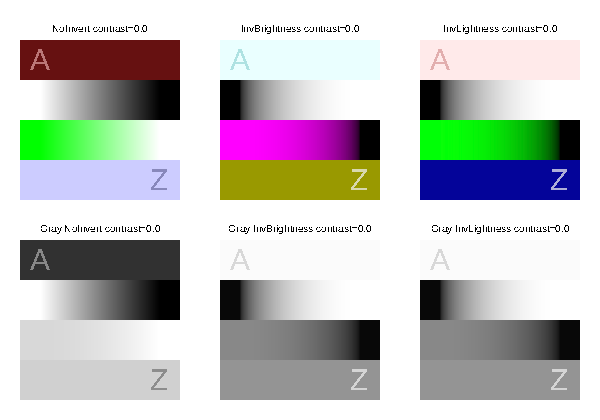 NoInvert contrast=0.0
InvBrightness contrast=0.0
InvLightness contrast=0.0
A
A
A
Z
Z
Z
Gray NoInvert contrast=0.0
Gray InvBrightness contrast=0.0
Gray InvLightness contrast=0.0
A
A
A
Z
Z
Z